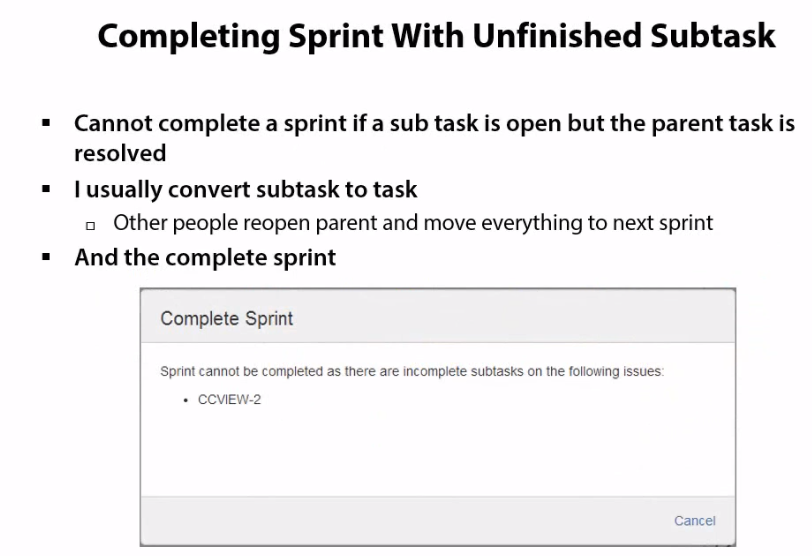 Completing Sprint With Unfinished Subtask
Cannot complete a sprint if a sub task is open but the parent task is
resolved
I usually convert subtask to task
Other people reopen parent and move everything to next sprint
And the complete sprint
Complete Sprint
Sprint cannot be completed as there are incomplete subtasks on the following issues:
• CCVIEW-2
Cancel